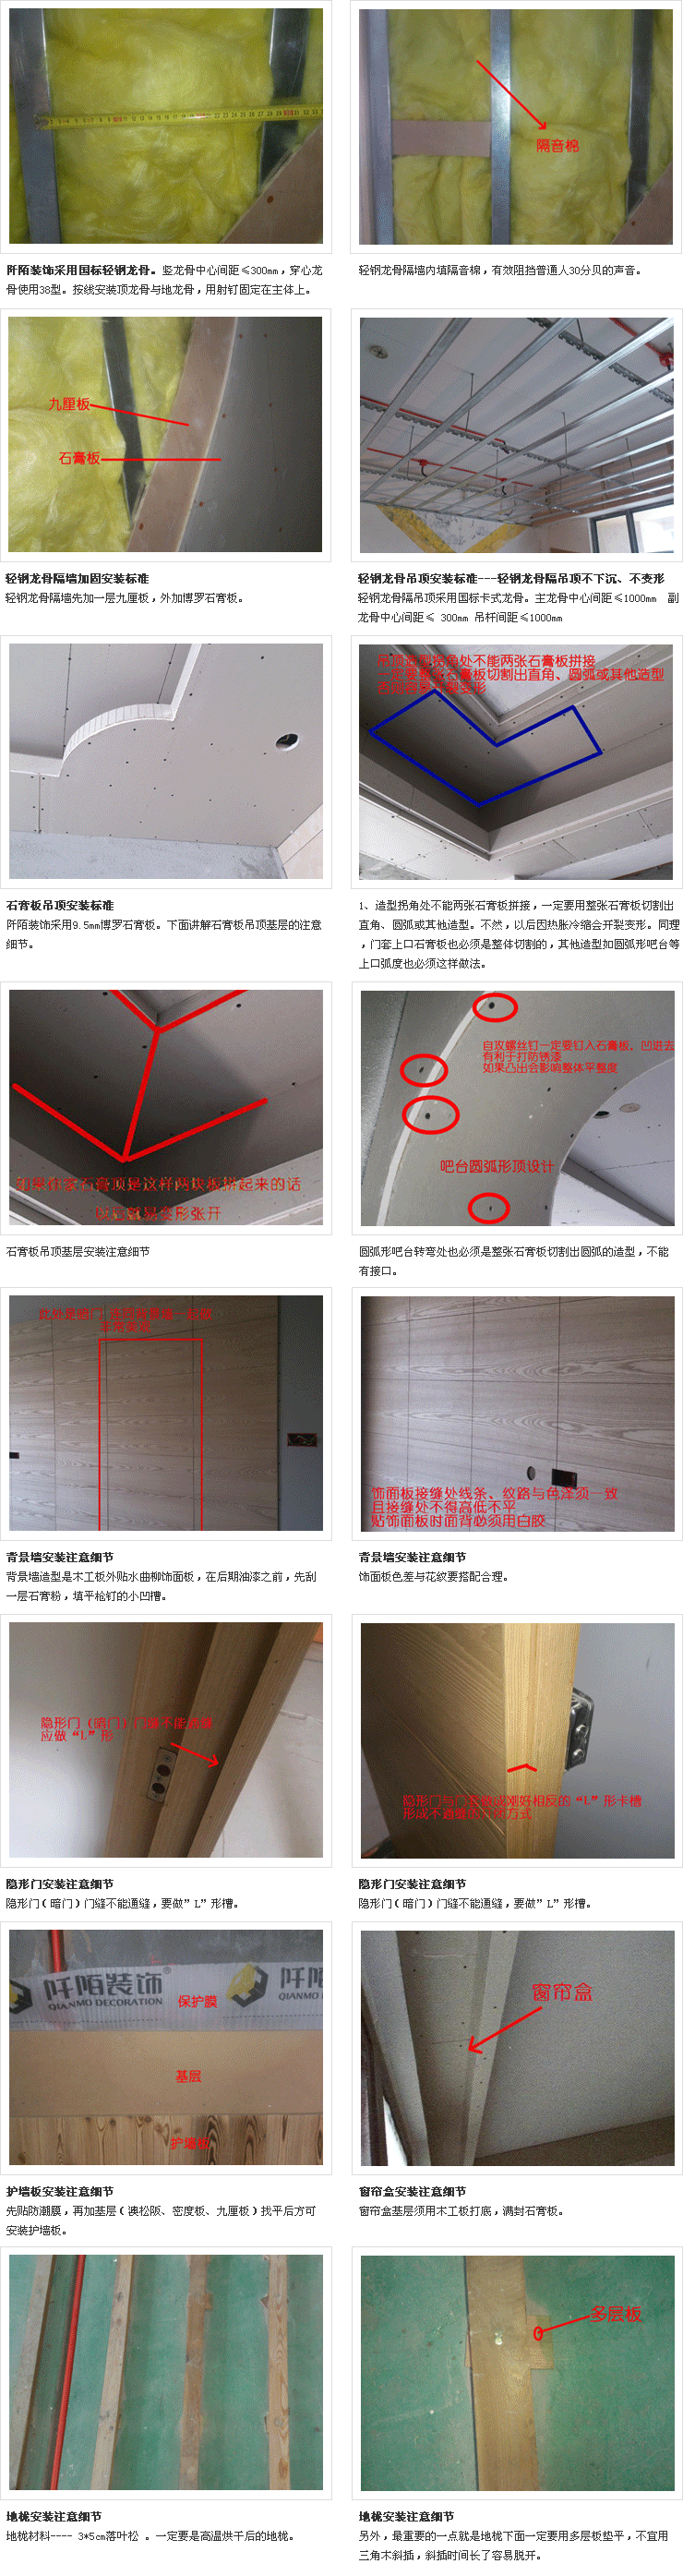 隔音棉
阡陌装饰采用国标轻钢龙骨。竖龙骨中心间距≤300mm，穿心龙
骨使用38型。按线安装顶龙骨与地龙骨，用射钉固定在主体上。
轻钢龙骨隔墙内填隔音棉，有效阻挡普通人30分贝的声音。
九厘板
石膏板
轻钢龙骨隔墙加固安装标准
轻钢龙骨隔墙先加一层九厘板，外加博罗石膏板。
轻钢龙骨吊顶安装标准---轻钢龙骨隔吊顶不下沉、不变形
轻钢龙骨隔吊顶采用国标卡式龙骨。主龙骨中心间距≤1000mm 副
龙骨中心间距≤ 300mm 吊杆间距≤1000mm
吊顶造型拐角处不能两张石膏板拼接
一定要整张石膏板切割出直角、圆弧或其他造型
石膏板吊顶安装标准
阡陌装饰采用9.5mm博罗石膏板。下面讲解石膏板吊顶基层的注意
细节。
1、造型拐角处不能两张石膏板拼接，一定要用整张石膏板切割出
直角、圆弧或其他造型。不然，以后因热胀冷缩会开裂变形。同理
，门套上口石膏板也必须是整体切割的，其他造型如圆弧形吧台等
上口弧度也必须这样做法。
如果你家石膏顶是这样两块板拼起来的话
以后容易变形张开
石膏板吊顶基层安装注意细节
自攻螺丝钉一定要钉入石膏板、凹进去
有利于打防锈漆
如果凸出会影响整体平整度
吧台圆弧形顶设计
圆弧形吧台转弯处也必须是整张石膏板切割出圆弧的造型，不能
有接口。
此处是暗门
背景墙安装注意细节
背景墙造型是木工板外贴水曲柳饰面板，在后期油漆之前，先刮
一层石膏粉，填平枪钉的小凹槽。
饰面板接缝处线条、纹路与色泽须一致
且接缝处不得高低不平
贴饰面板时面背必须用白胶
背景墙安装注意细节
饰面板色差与花纹要搭配合理。
隐形门（暗门）门缝不能通缝
应做“L”形
隐形门安装注意细节
隐形门（暗门）门缝不能通缝，要做”L”形槽。
隐形门与门套做成刚好相反的“L”形卡槽
形成不通缝的关闭方式
隐形门安装注意细节
隐形门（暗门）门缝不能通缝，要做”L”形槽。
阡陌装饰®
QIANMO DECORATION
阡陌
QIANMO DECO
保护膜
基层
护墙板
护墙板安装注意细节
先贴防潮膜，再加基层（澳松阪、密度板、九厘板）找平后方可
安装护墙板。
窗帘盒
窗帘盒安装注意细节
窗帘盒基层须用木工板打底，满封石膏板。
地栊安装注意细节
地栊材料---- 3*5cm落叶松 。一定要是高温烘干后的地栊。
多层板
地栊安装注意细节
另外，最重要的一点就是地栊下面一定要用多层板垫平，不宜用
三角木斜插，斜插时间长了容易脱开。